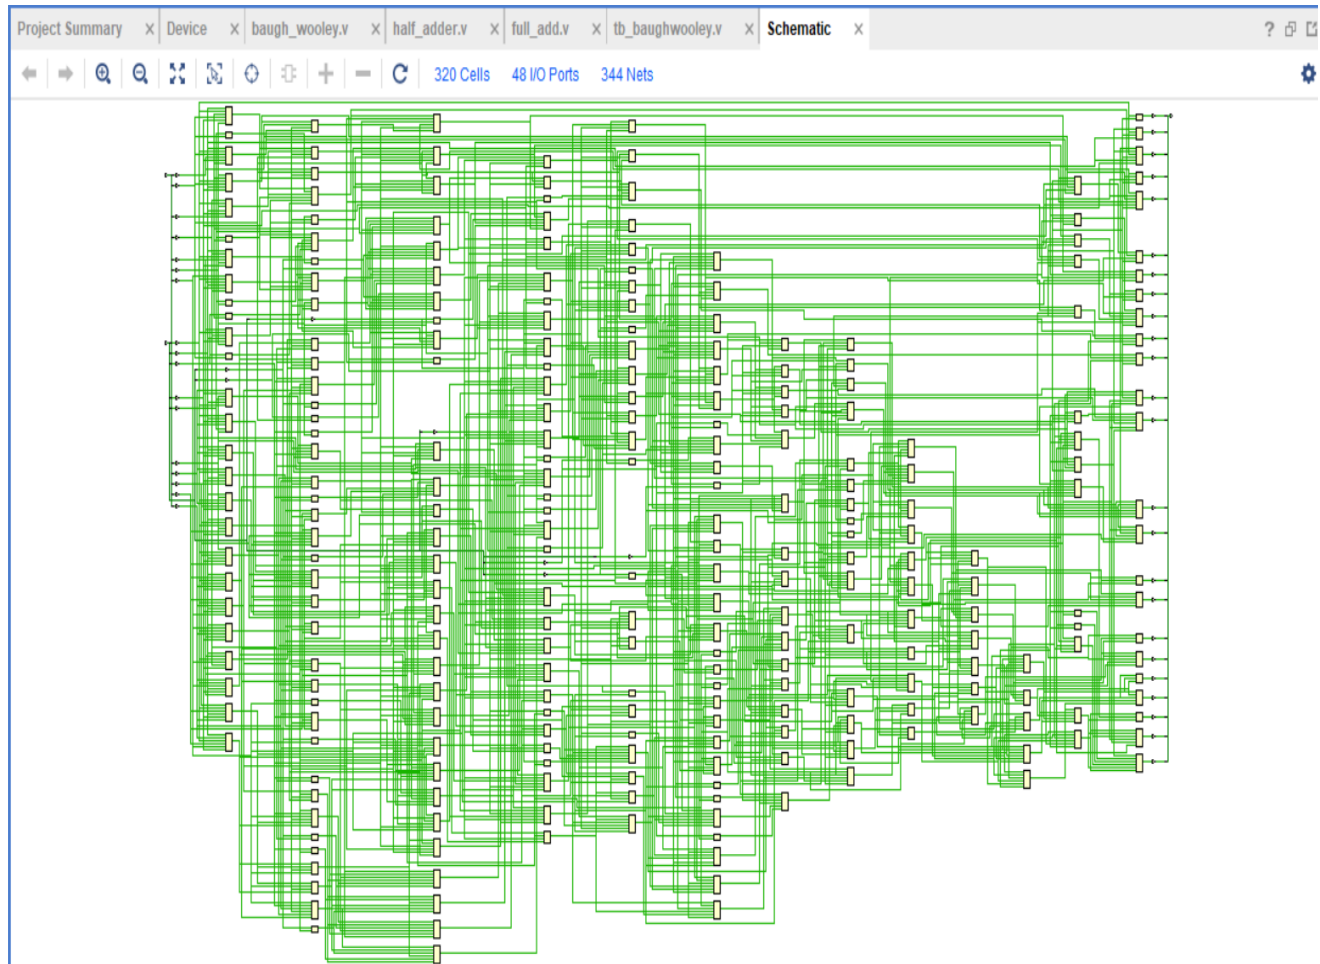 Project Summary × Device × baugh_wooley.v × half_adder.v × full_add.v × tb_baughwooley.v × Schematic × ?
320 Cells 48 I/O Ports 344 Nets